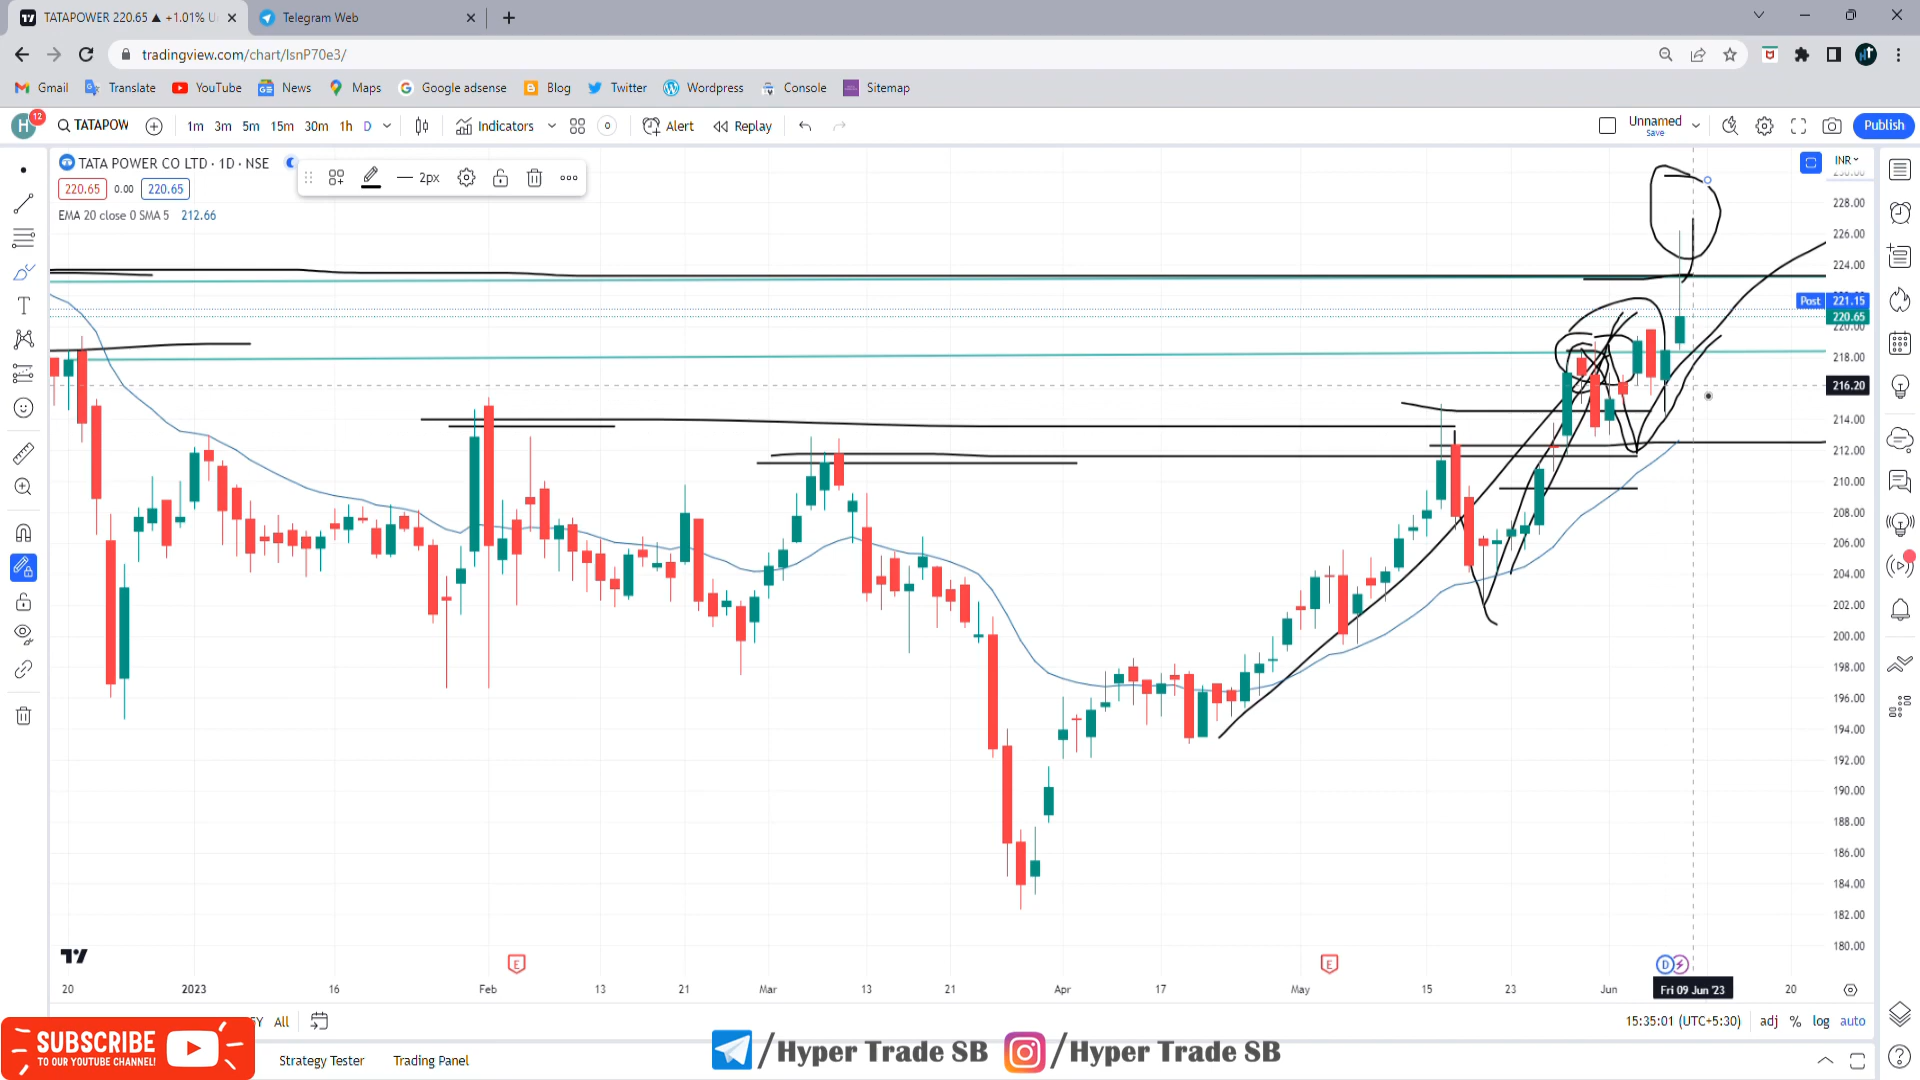 TATAPOWER 220.65 ▲ +1.01% U
Telegram Web
tradingview.com/chart/lsnP70e3/
Gmail Translate YouTube News Maps Google adsense Blog Twitter Wordpress Console Sitemap
H 12 TATAPOW 1m 3m 5m 15m 30m 1h D Indicators Alert Replay Unnamed Save Publish
TATA POWER CO LTD · 1D · NSE
2px
INR
220.65 0.00 220.65
EMA 20 close 0 SMA 5 212.66
230.00
228.00
226.00
224.00
Post 221.15
220.65
220.00
218.00
216.20
214.00
212.00
210.00
208.00
206.00
204.00
202.00
200.00
198.00
196.00
194.00
192.00
190.00
188.00
186.00
184.00
182.00
180.00
E E D
20 2023 16 Feb 13 21 Mar 13 21 Apr 17 May 15 23 Jun Fri 09 Jun '23 20
5Y All
15:35:01 (UTC+5:30) adj % log auto
SUBSCRIBE
TO OUR YOUTUBE CHANNEL!
Strategy Tester Trading Panel
/Hyper Trade SB /Hyper Trade SB